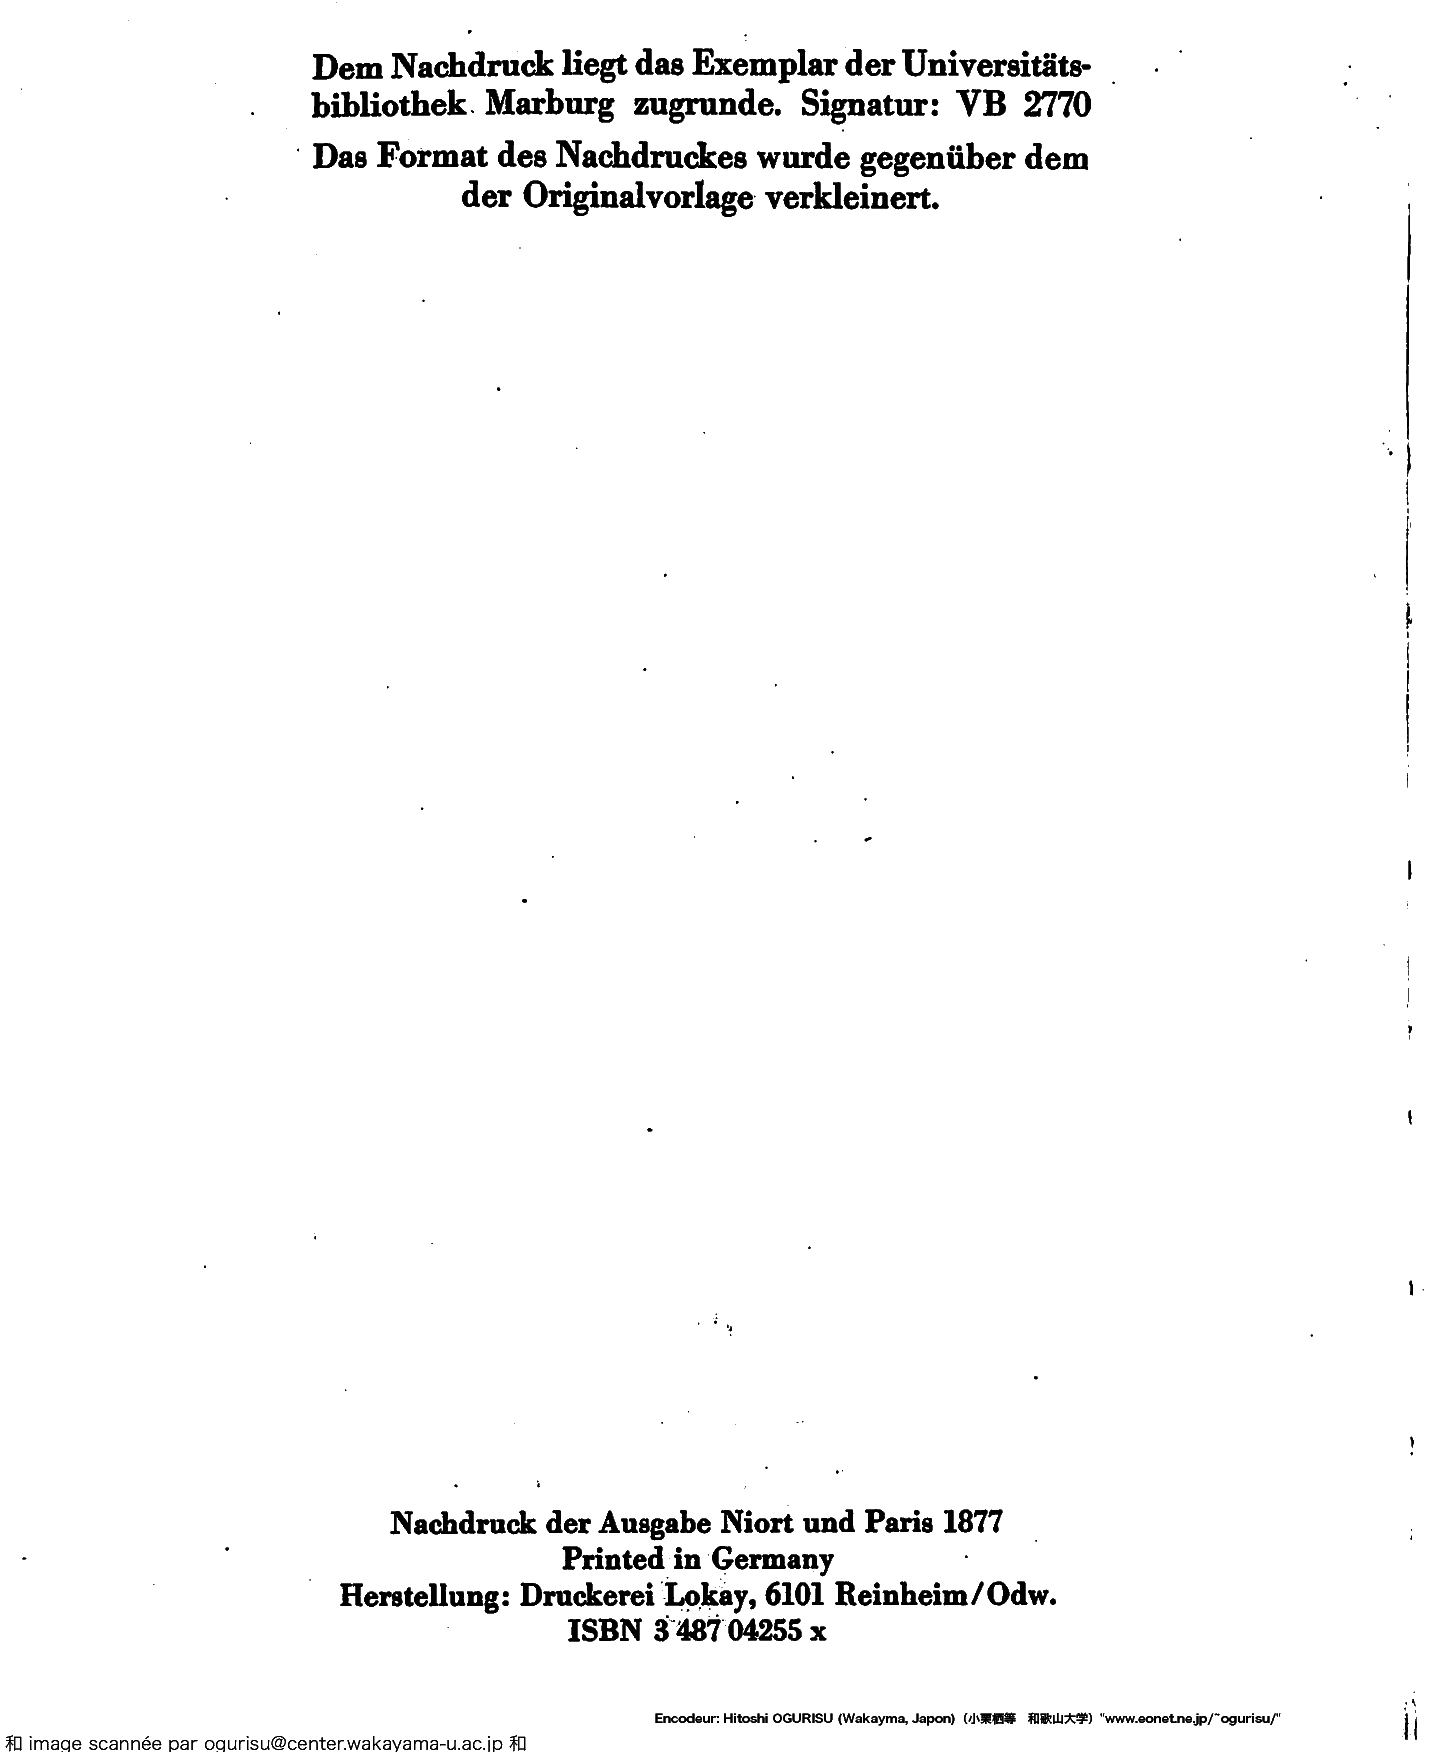 Dem Nachdruck liegt das Exemplar der Universitäts-
bibliothek Marburg zugrunde. Signatur: VB 2770
Das Format des Nachdruckes wurde gegenüber dem
der Originalvorlage verkleinert.
Nachdruck der Ausgabe Niort und Paris 1877
Printed in Germany
Herstellung: Druckerei Lokay, 6101 Reinheim/Odw.
ISBN 3 487 04255 x
Encodeur: Hitoshi OGURISU (Wakayma, Japon) (小栗栖等 和歌山大学) "www.eonet.ne.jp/~ogurisu/"
和 image scannée par ogurisu@center.wakayama-u.ac.jp 和